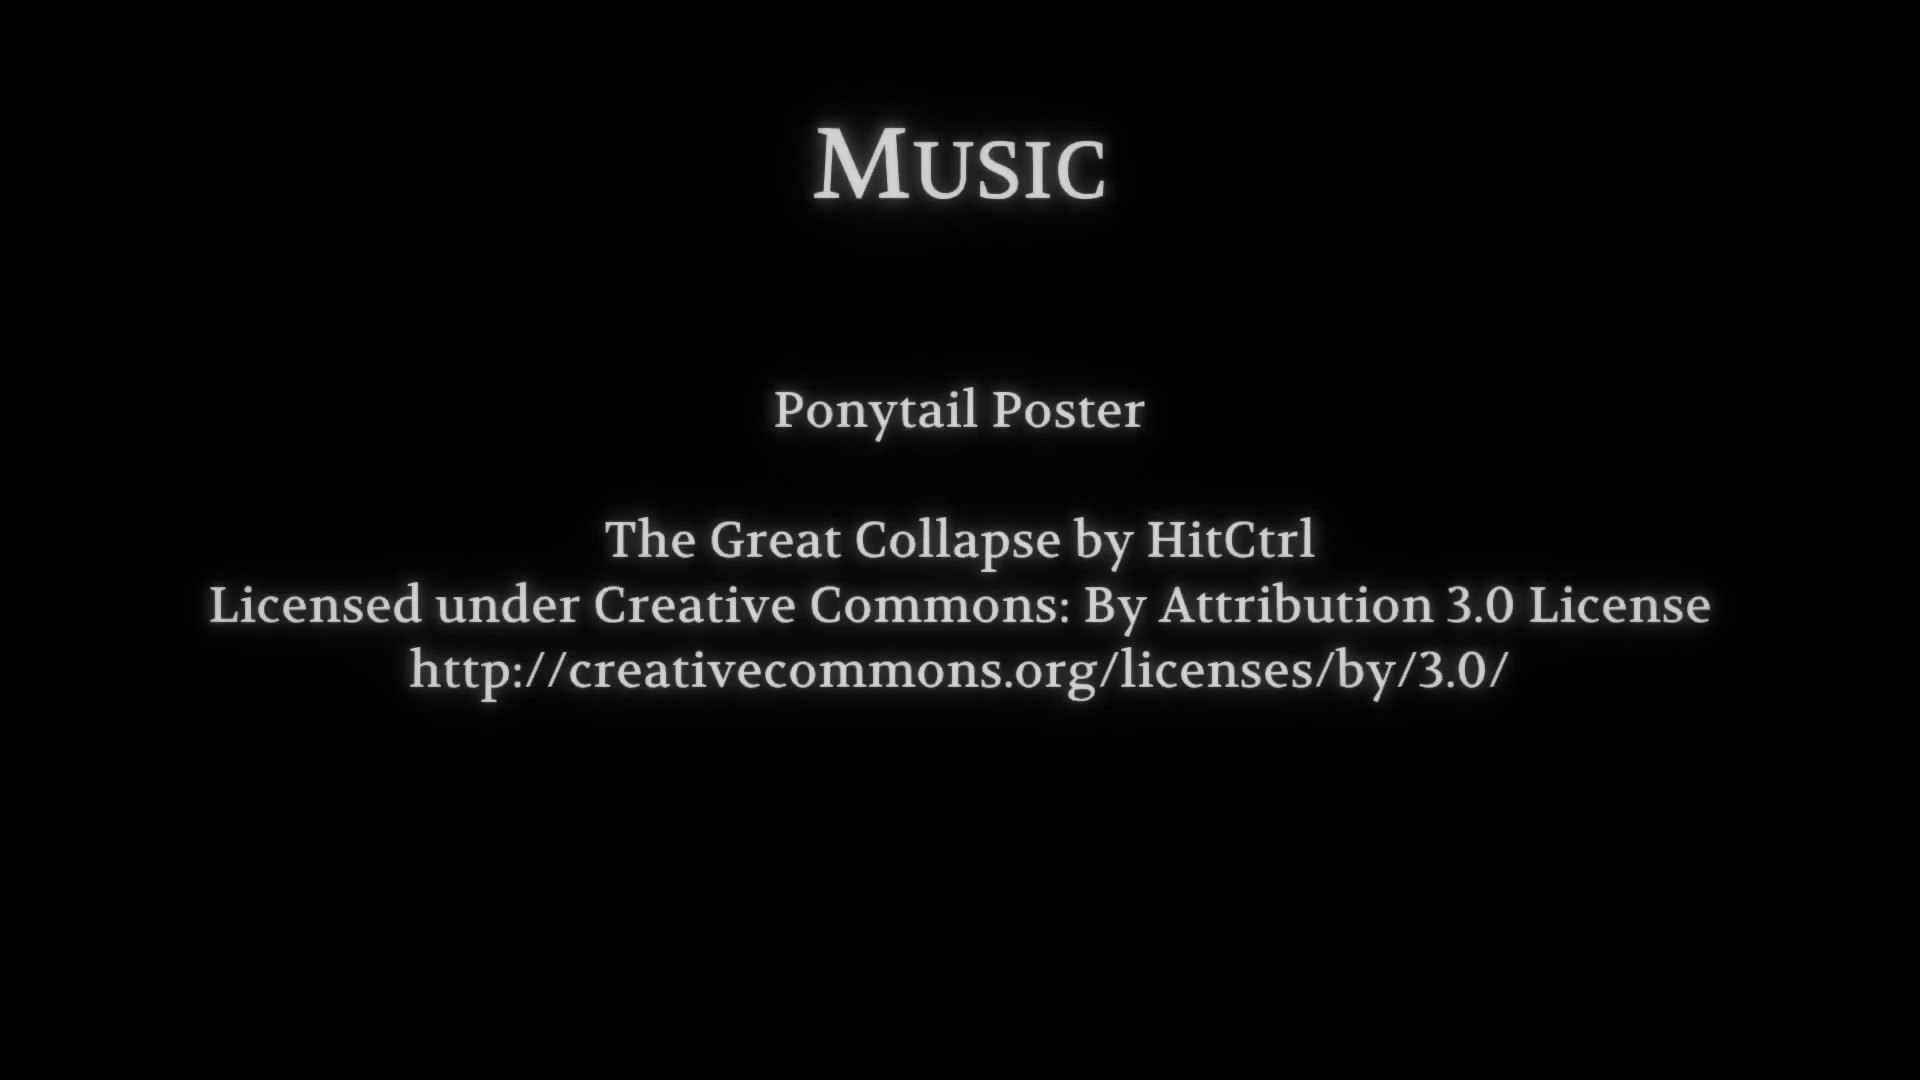 Music
Ponytail Poster
The Great Collapse by HitCtrl
Licensed under Creative Commons: By Attribution 3.0 License
http://creativecommons.org/licenses/by/3.0/